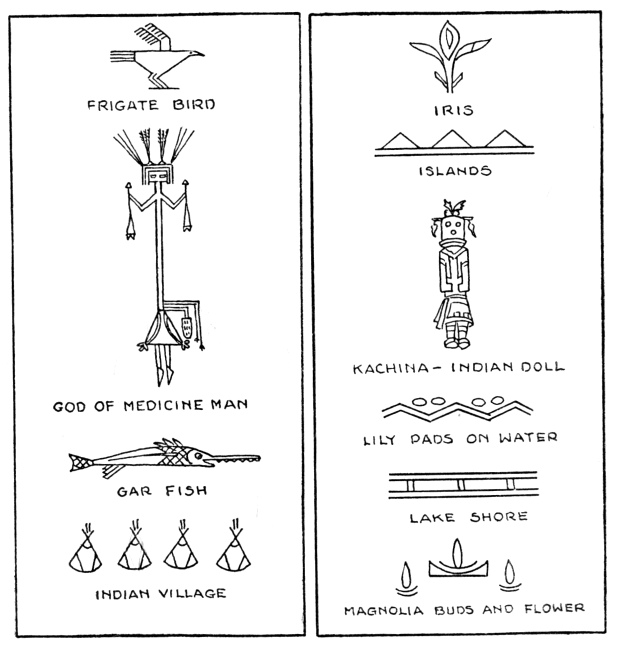 FRIGATE BIRD
GOD OF MEDICINE MAN
GAR FISH
INDIAN VILLAGE
IRIS
ISLANDS
KACHINA - INDIAN DOLL
LILY PADS ON WATER
LAKE SHORE
MAGNOLIA BUDS AND FLOWER